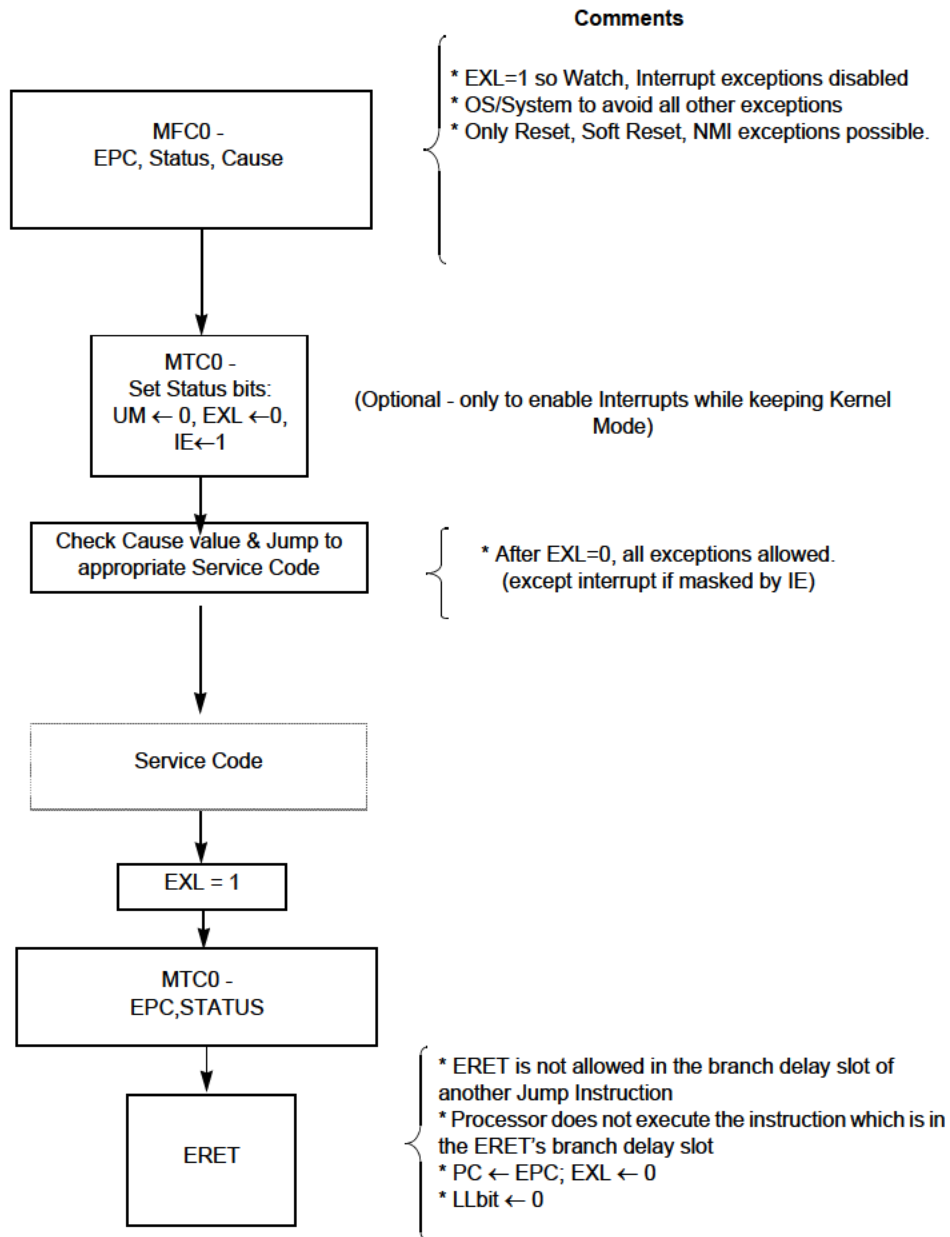 Comments
* EXL=1 so Watch, Interrupt exceptions disabled
* OS/System to avoid all other exceptions
* Only Reset, Soft Reset, NMI exceptions possible.
MFC0 -
EPC, Status, Cause
MTC0 -
Set Status bits:
UM ← 0, EXL ←0,
IE←1
(Optional - only to enable Interrupts while keeping Kernel
Mode)
Check Cause value & Jump to
appropriate Service Code
* After EXL=0, all exceptions allowed.
(except interrupt if masked by IE)
Service Code
EXL = 1
MTC0 -
EPC,STATUS
ERET
* ERET is not allowed in the branch delay slot of
another Jump Instruction
* Processor does not execute the instruction which is in
the ERET's branch delay slot
* PC ← EPC; EXL ← 0
* LLbit ← 0